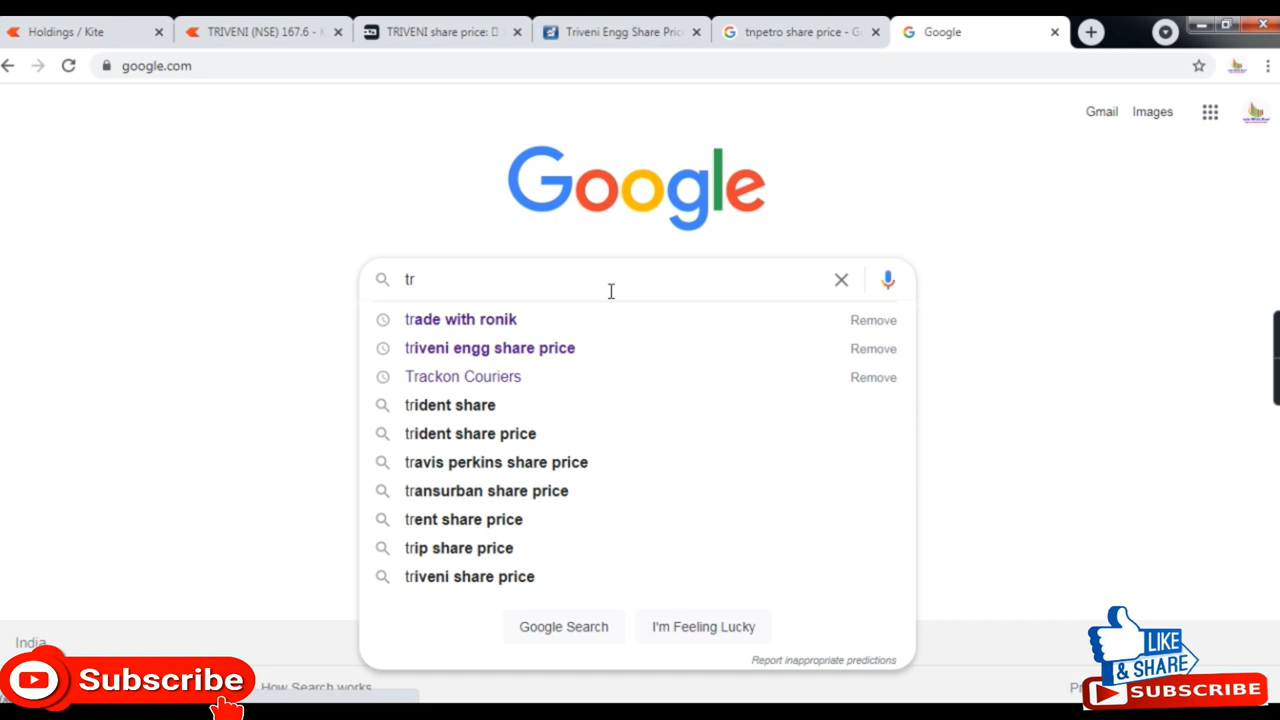 Holdings / Kite
TRIVENI (NSE) 167.6 - K
TRIVENI share price:
Triveni Engg Share Pric
tnpetro share price - G
Google
google.com
Gmail Images
Google
tr
trade with ronik Remove
triveni engg share price Remove
Trackon Couriers Remove
trident share
trident share price
travis perkins share price
transurban share price
trent share price
trip share price
triveni share price
Google Search I'm Feeling Lucky
Report inappropriate predictions
India
How Search works
LIKE
& SHARE
Subscribe
SUBSCRIBE